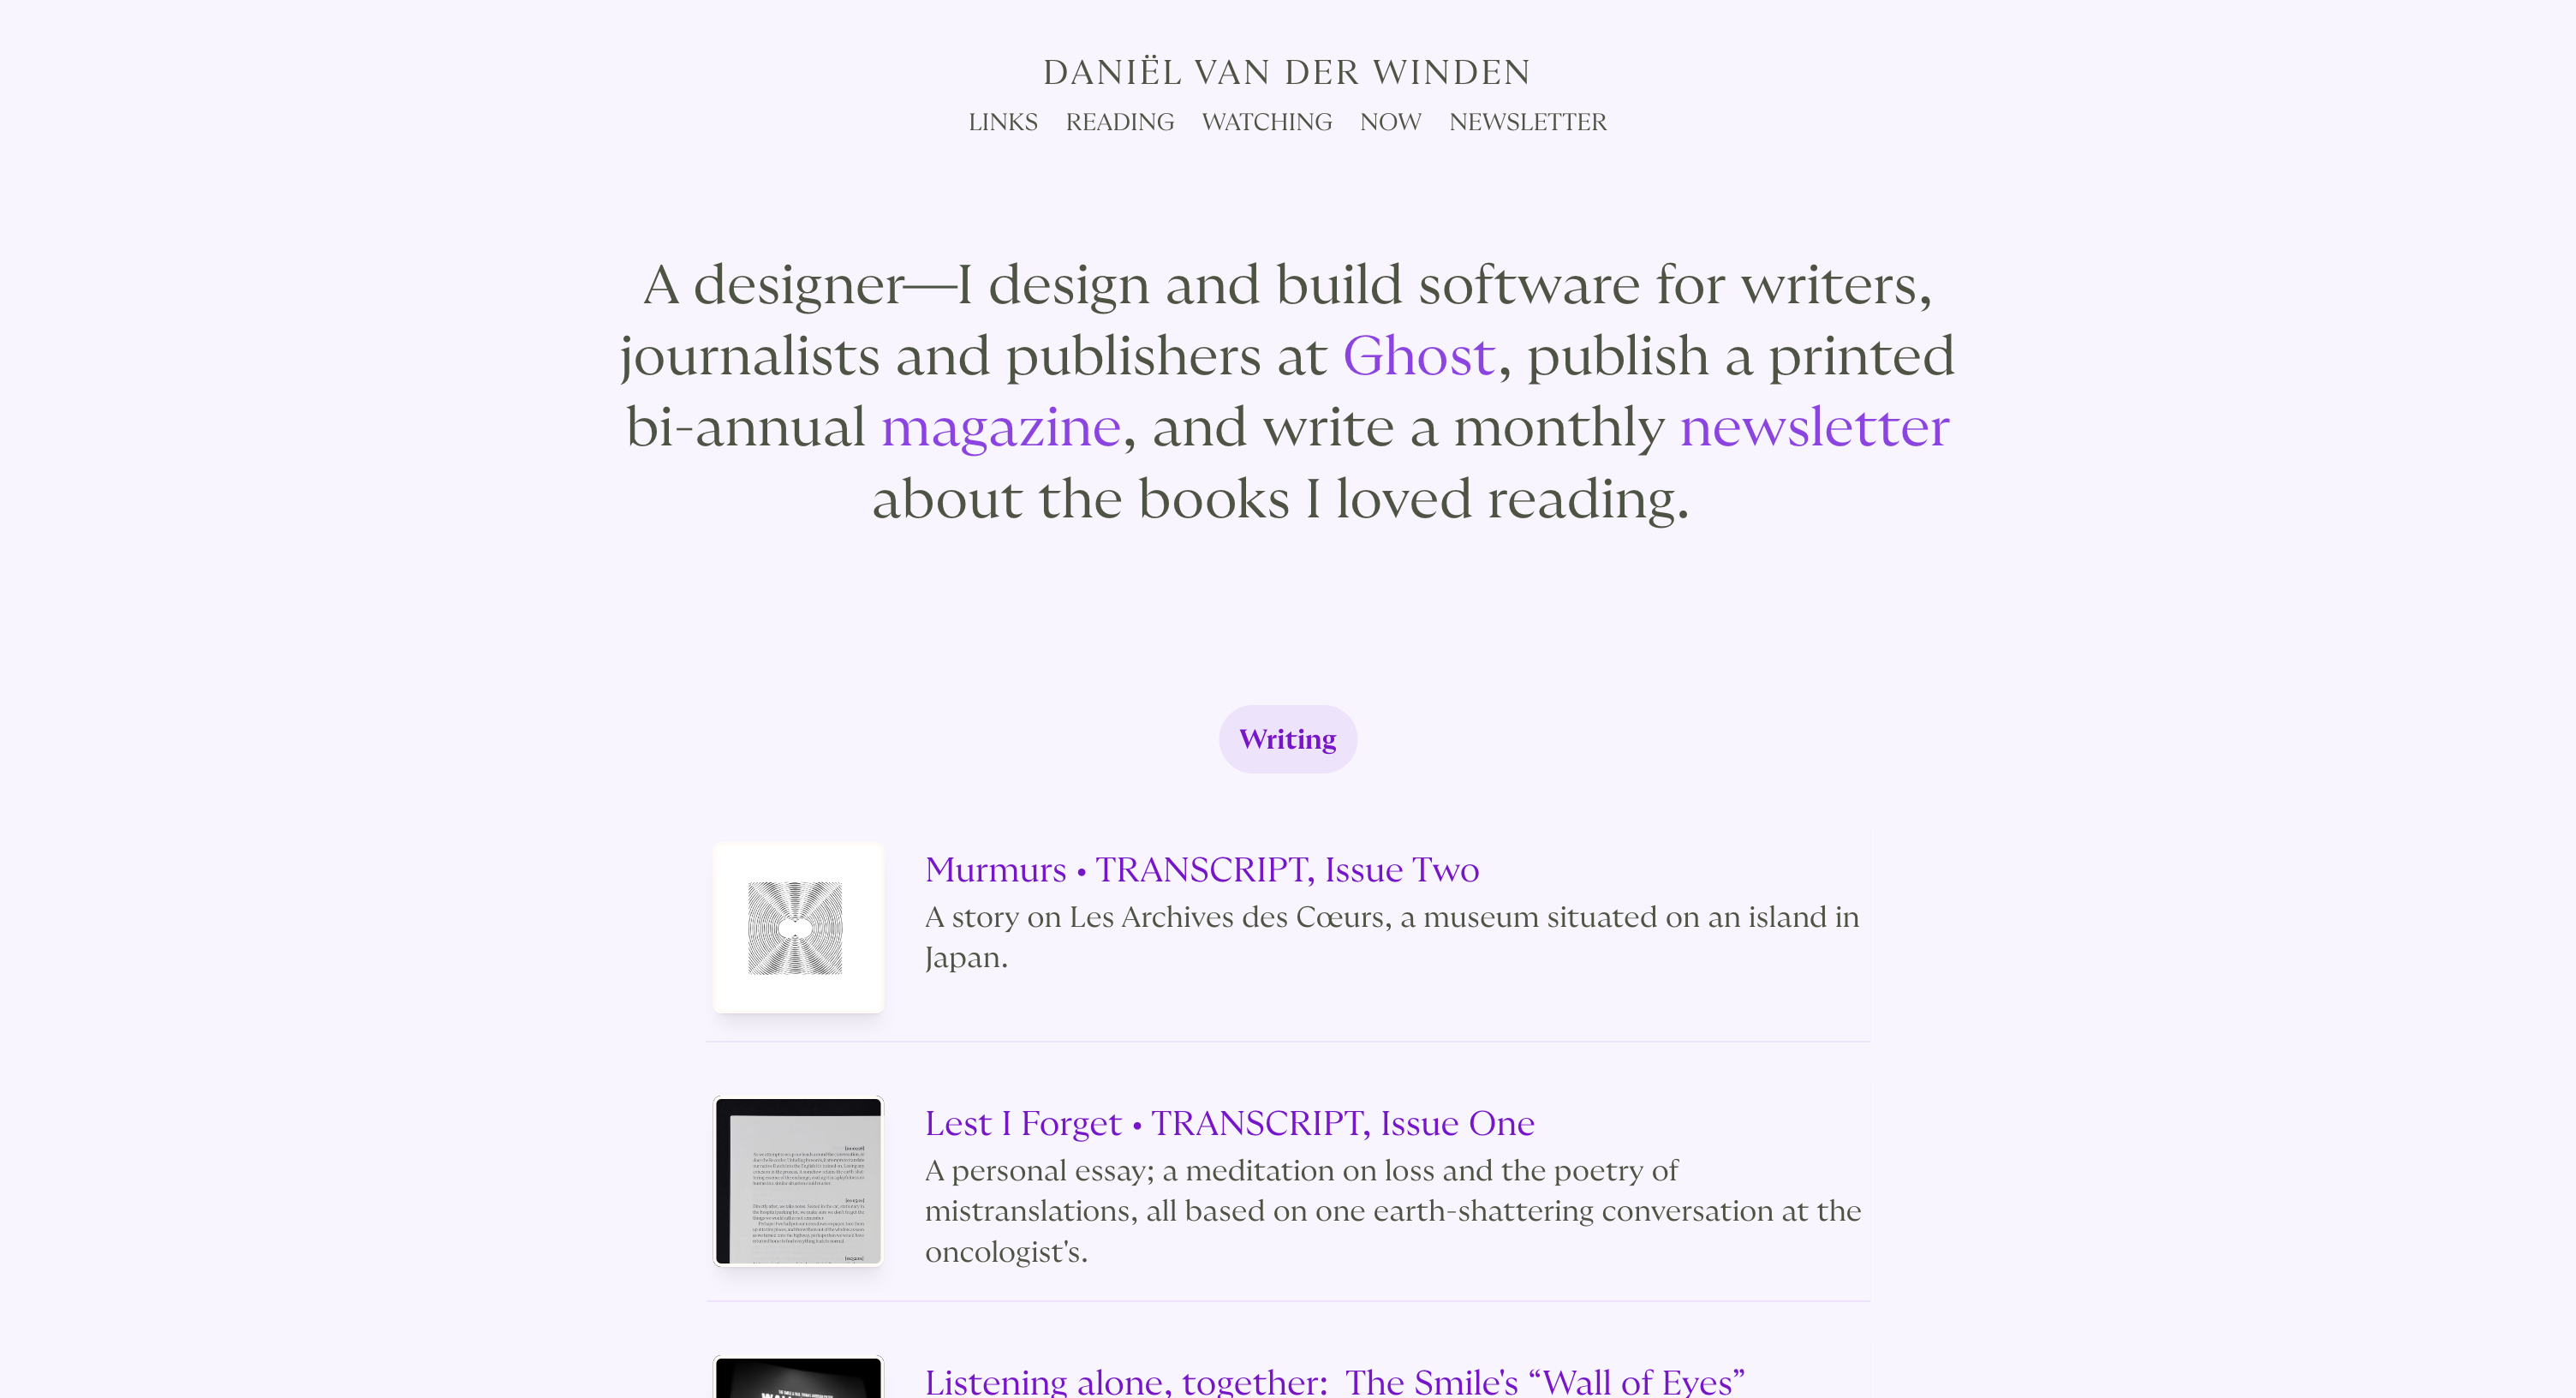 DANIËL VAN DER WINDEN
LINKS READING WATCHING NOW NEWSLETTER
A designer—I design and build software for writers,
journalists and publishers at Ghost, publish a printed
bi-annual magazine, and write a monthly newsletter
about the books I loved reading.
Writing
Murmurs • TRANSCRIPT, Issue Two
A story on Les Archives des Cœurs, a museum situated on an island in
Japan.
Lest I Forget • TRANSCRIPT, Issue One
A personal essay; a meditation on loss and the poetry of
mistranslations, all based on one earth-shattering conversation at the
oncologist's.
Listening alone, together:  The Smile's “Wall of Eyes”